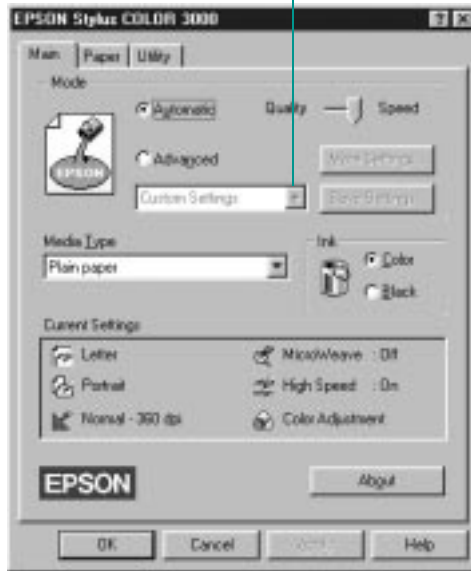 EPSON Stylus COLOR 3000
Main Paper Utility
Mode
Automatic Quality Speed
Advanced More Settings
Custom Settings Save Settings
EPSON
Media Type Ink
Plain paper Color
Black
Current Settings
Letter MicroWeave : Off
Portrait High Speed : On
Normal - 360 dpi Color Adjustment
EPSON About
OK Cancel Help